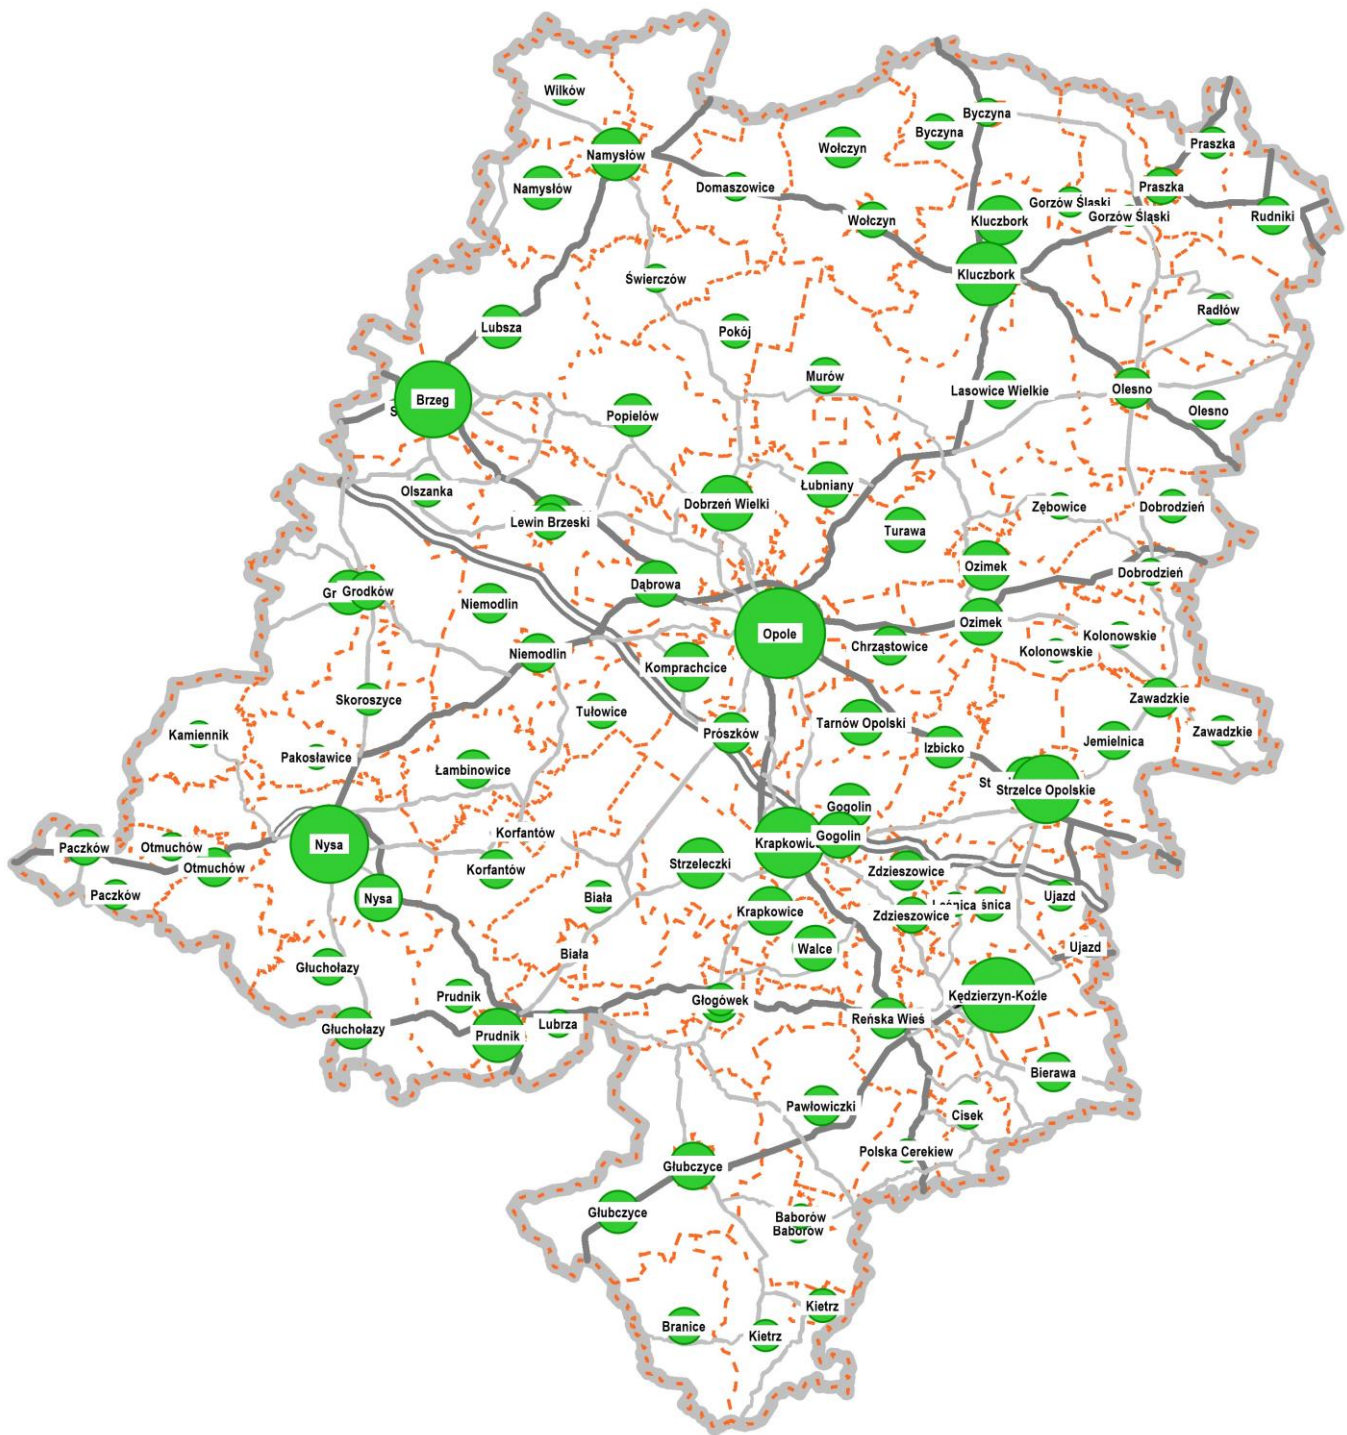 Wilków
Byczyna
Byczyna
Praszka
Wołczyn
Namysłów
Namysłów
Domaszowice
Praszka
Gorzów Śląski
Gorzów Śląski
Rudniki
Wołczyn
Kluczbork
Kluczbork
Świerczów
Radłów
Lubsza
Pokój
Murów
Lasowice Wielkie
Olesno
Olesno
Brzeg
Popielów
Olszanka
Łubniany
Dobrzeń Wielki
Zębowice
Dobrodzień
Lewin Brzeski
Turawa
Ozimek
Dobrodzień
Dąbrowa
Gr
Grodków
Niemodlin
Ozimek
Opole
Kolonowskie
Kolonowskie
Chrząstowice
Niemodlin
Komprachcice
Skoroszyce
Zawadzkie
Tułowice
Tarnów Opolski
Prószków
Zawadzkie
Kamiennik
Jemielnica
Izbicko
Pakosławice
Łambinowice
St
Strzelce Opolskie
Gogolin
Gogolin
Korfantów
Nysa
Krapkowice
Paczków
Otmuchów
Otmuchów
Korfantów
Strzeleczki
Zdzieszowice
Paczków
Nysa
Biała
Ujazd
Krapkowice
Zdzieszowice
Leśnica
śnica
Walce
Ujazd
Biała
Głuchołazy
Prudnik
Kędzierzyn-Koźle
Głogówek
Reńska Wieś
Głuchołazy
Prudnik
Lubrza
Bierawa
Pawłowiczki
Cisek
Polska Cerekiew
Głubczyce
Głubczyce
Baborów
Baborów
Kietrz
Branice
Kietrz